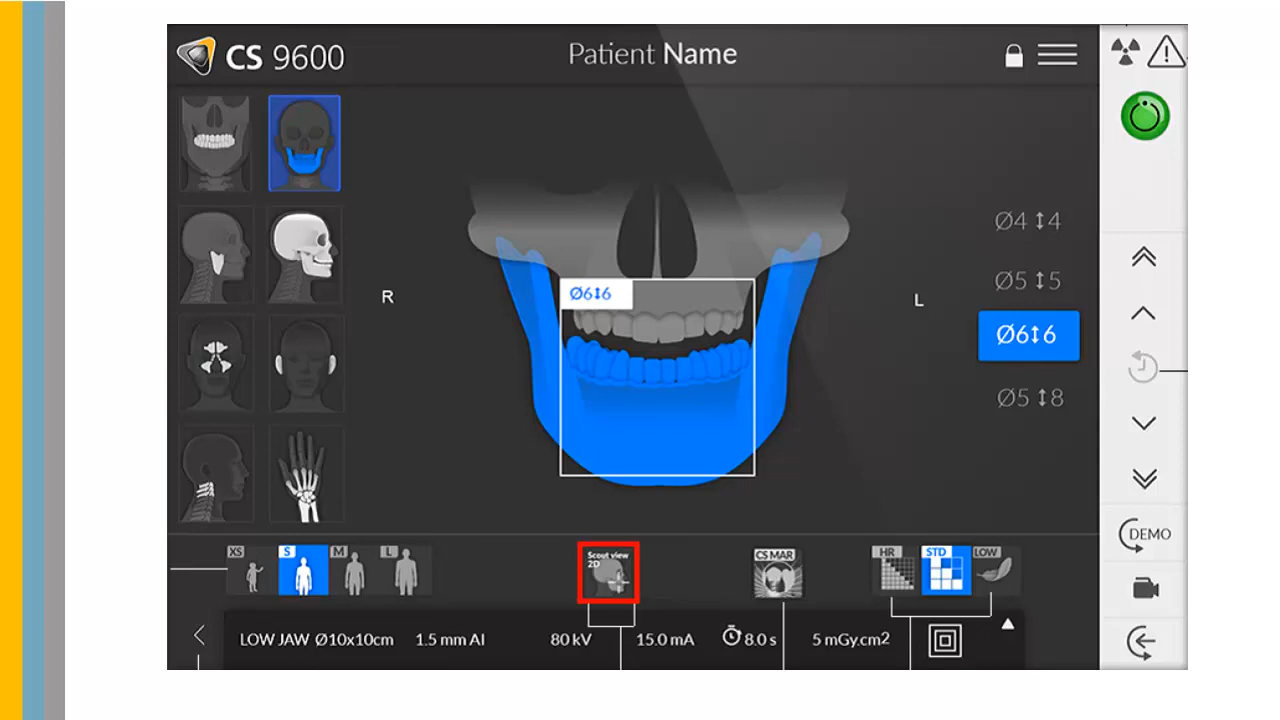 CS 9600
Patient Name
Ø4↕4
Ø5↕5
R
L
Ø6↕6
Ø6↕6
Ø5↕8
DEMO
XS
S
M
L
Scout view
2D
CS MAR
HR
STD
LOW
LOW JAW Ø10x10cm 1.5 mm Al 80 kV 15.0 mA 8.0 s 5 mGy.cm2